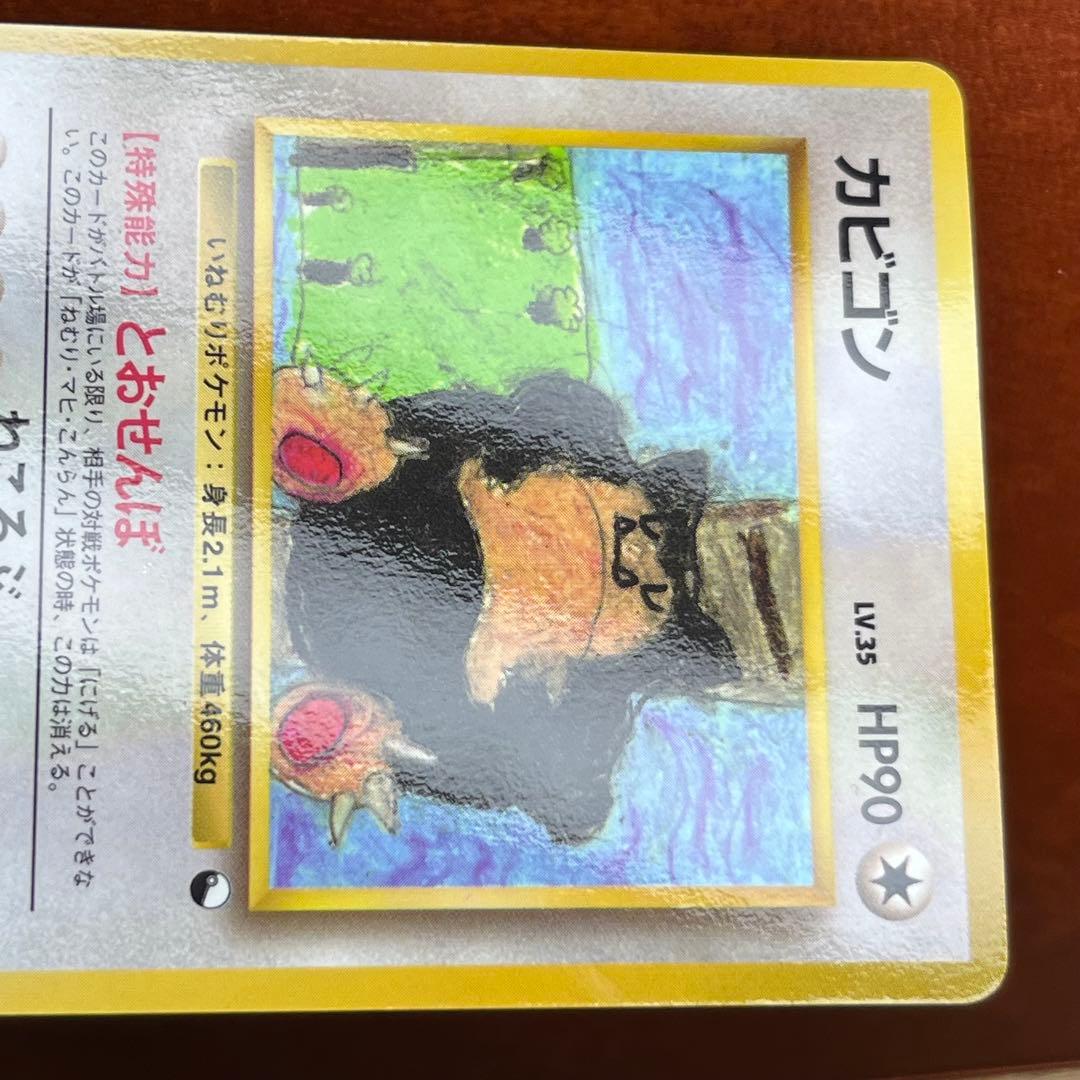 カビゴン
LV.35 HP90
いねむりポケモン：身長2.1m、体重460kg
【特殊能力】とおせんぼ
このカードがバトル場にいる限り、相手の対戦ポケモンは「にげる」ことができな
い。このカードが「ねむり・マヒ・こんらん」状態の時、この力は消える。